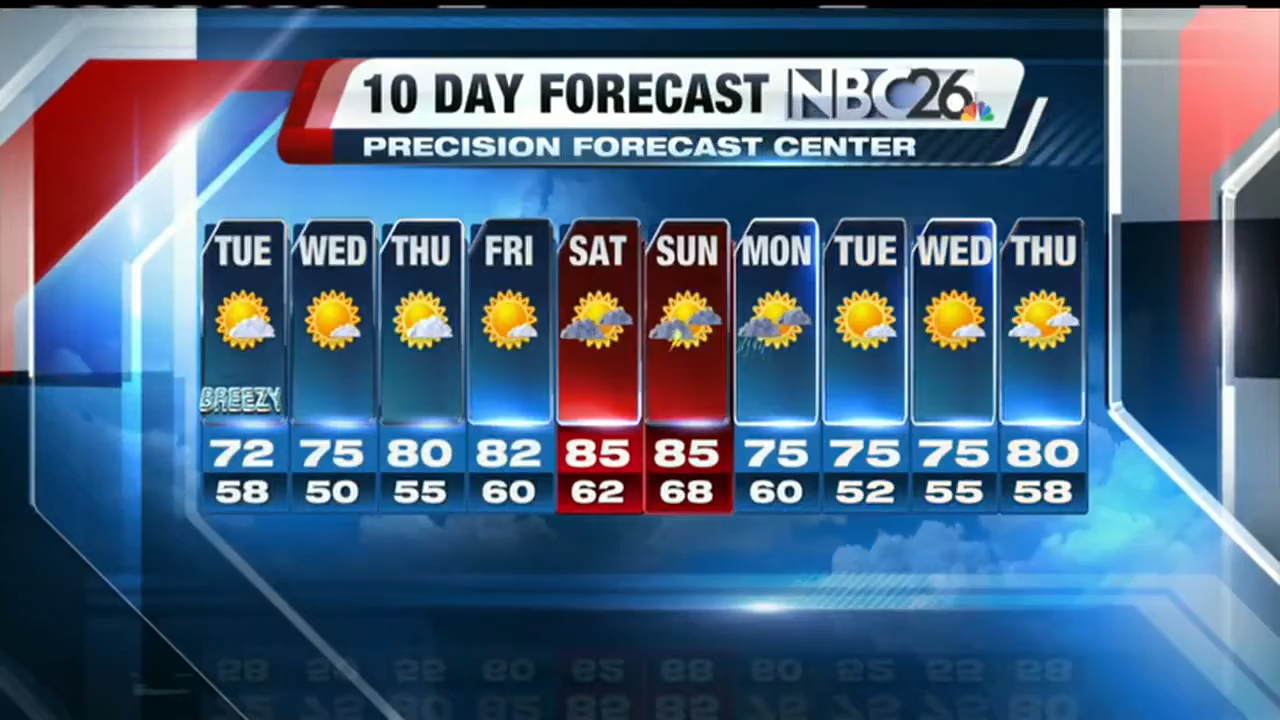 10 DAY FORECAST NBC26
PRECISION FORECAST CENTER
TUE WED THU FRI SAT SUN MON TUE WED THU
BREEZY
72 75 80 82 85 85 75 75 75 80
58 50 55 60 62 68 60 52 55 58